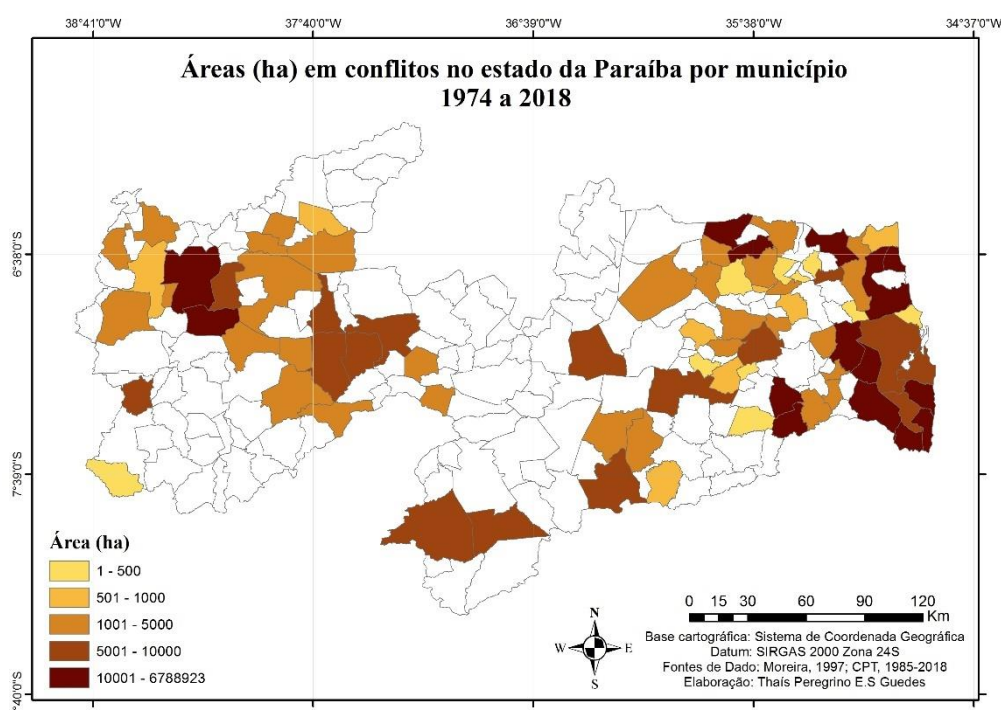 38°41'0"W 37°40'0"W 36°39'0"W 35°38'0"W 34°37'0"W
Áreas (ha) em conflitos no estado da Paraíba por município
1974 a 2018
6°38'0"S
7°39'0"S
Área (ha)
1 - 500
501 - 1000
1001 - 5000
5001 - 10000
10001 - 6788923
N
W E
S
0 15 30 60 90 120
Km
Base cartográfica: Sistema de Coordenada Geográfica
Datum: SIRGAS 2000 Zona 24S
Fontes de Dado: Moreira, 1997; CPT, 1985-2018
Elaboração: Thaís Peregrino E.S Guedes
°40'0"S